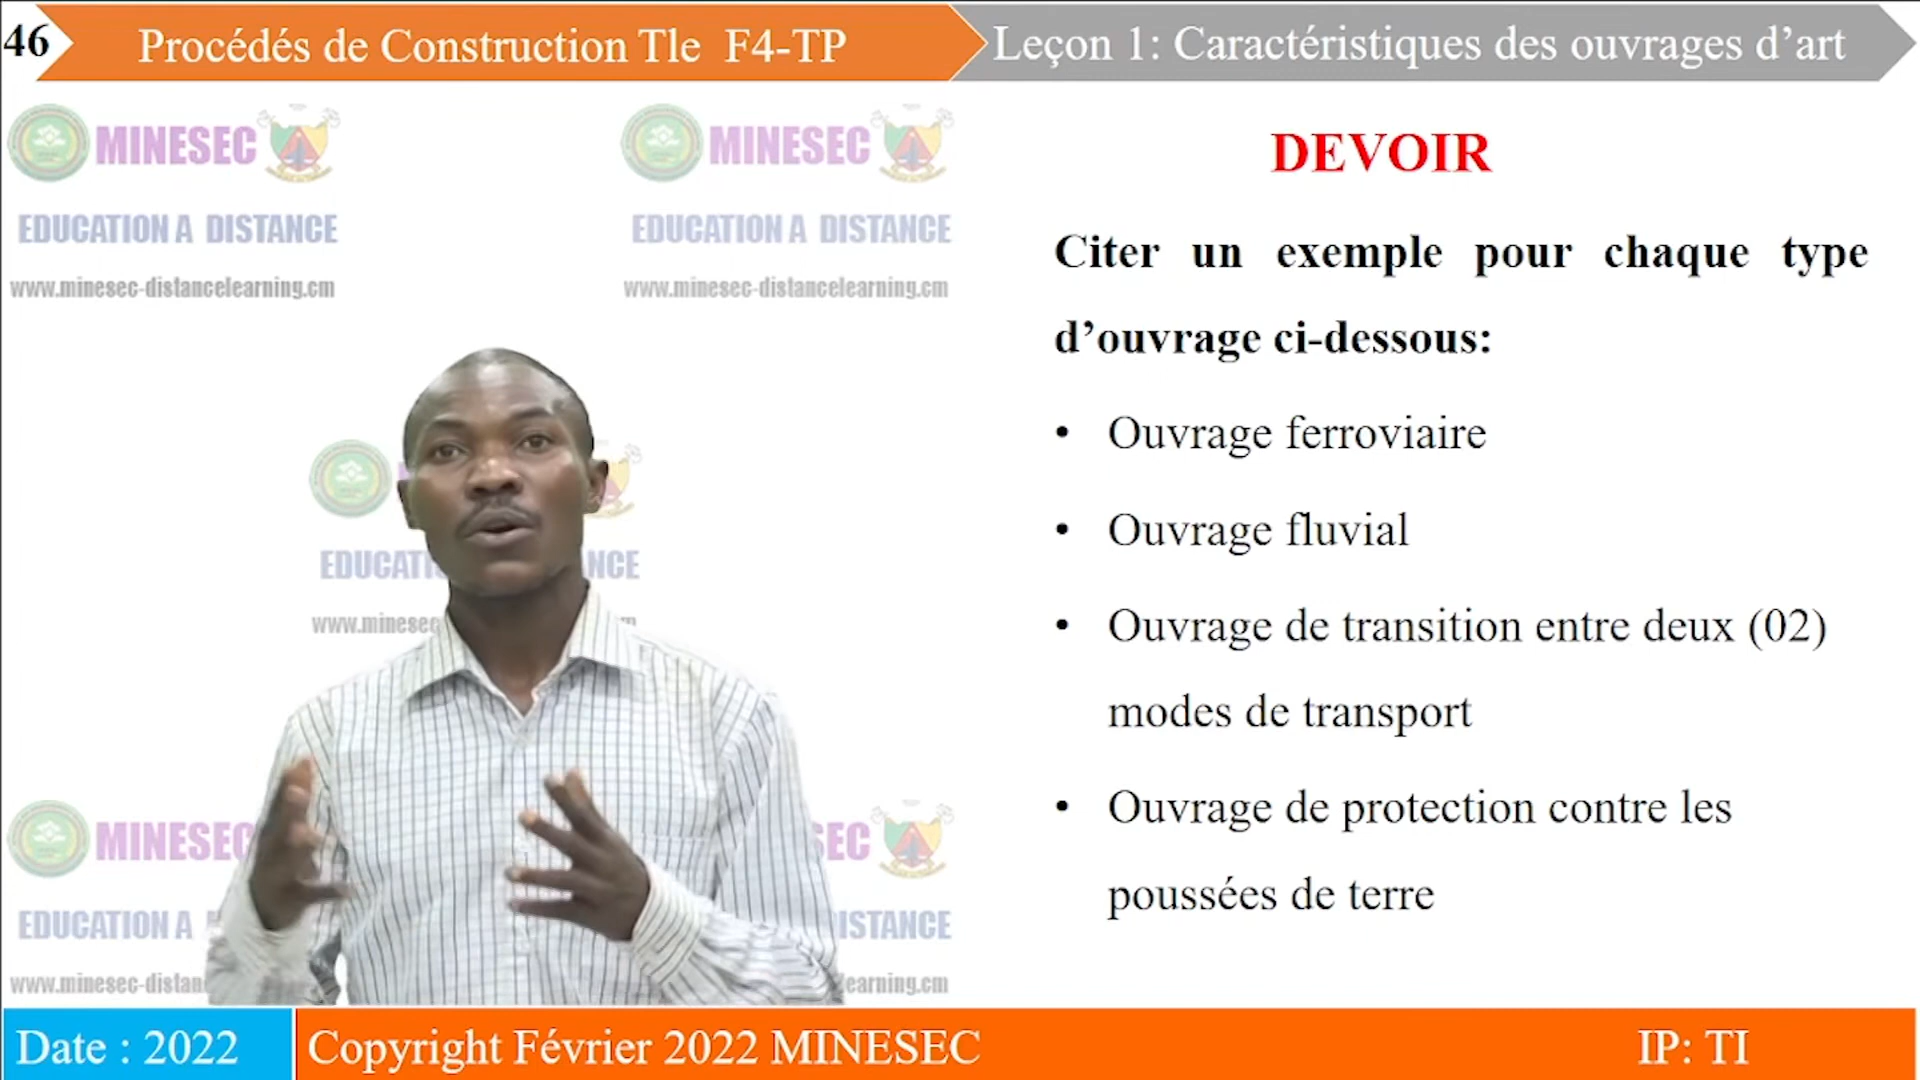 46
Procédés de Construction Tle F4-TP
Leçon 1: Caractéristiques des ouvrages d’art
MINESEC
EDUCATION A DISTANCE
www.minesec-distancelearning.cm
MINESEC
EDUCATION A DISTANCE
www.minesec-distancelearning.cm
DEVOIR
Citer un exemple pour chaque type
d’ouvrage ci-dessous:
• Ouvrage ferroviaire
• Ouvrage fluvial
• Ouvrage de transition entre deux (02)
modes de transport
• Ouvrage de protection contre les
poussées de terre
MINESEC
EDUCATION A
Date : 2022
Copyright Février 2022 MINESEC
IP: TI